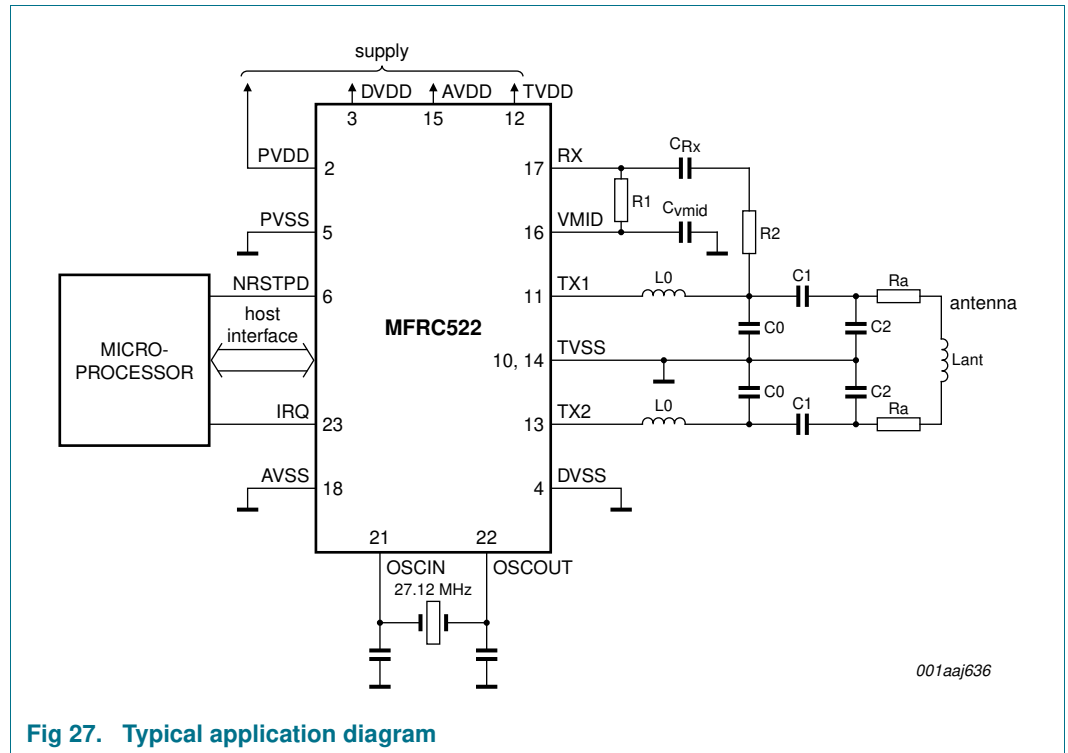 supply
DVDD AVDD TVDD
3 15 12
PVDD 2 17 RX CRx
R1
PVSS 5 16 VMID Cvmid R2
NRSTPD 6 11 TX1 L0 C1 Ra antenna
host
interface
MICRO-
PROCESSOR
MFRC522
C0 C2
10, 14 TVSS Lant
C0 C2
IRQ 23 13 TX2 L0 C1 Ra
AVSS 18 4 DVSS
21 22
OSCIN OSCOUT
27.12 MHz
001aaj636
Fig 27. Typical application diagram